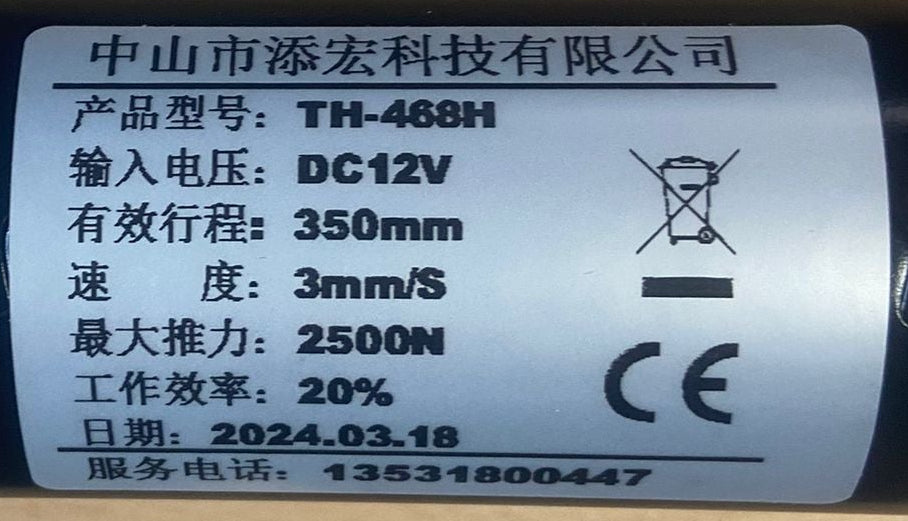 中山市添宏科技有限公司
产品型号：TH-468H
输入电压：DC12V
有效行程：350mm
速　　度：3mm/S
最大推力：2500N
工作效率：20%
日期：2024.03.18
服务电话：13531800447
CE